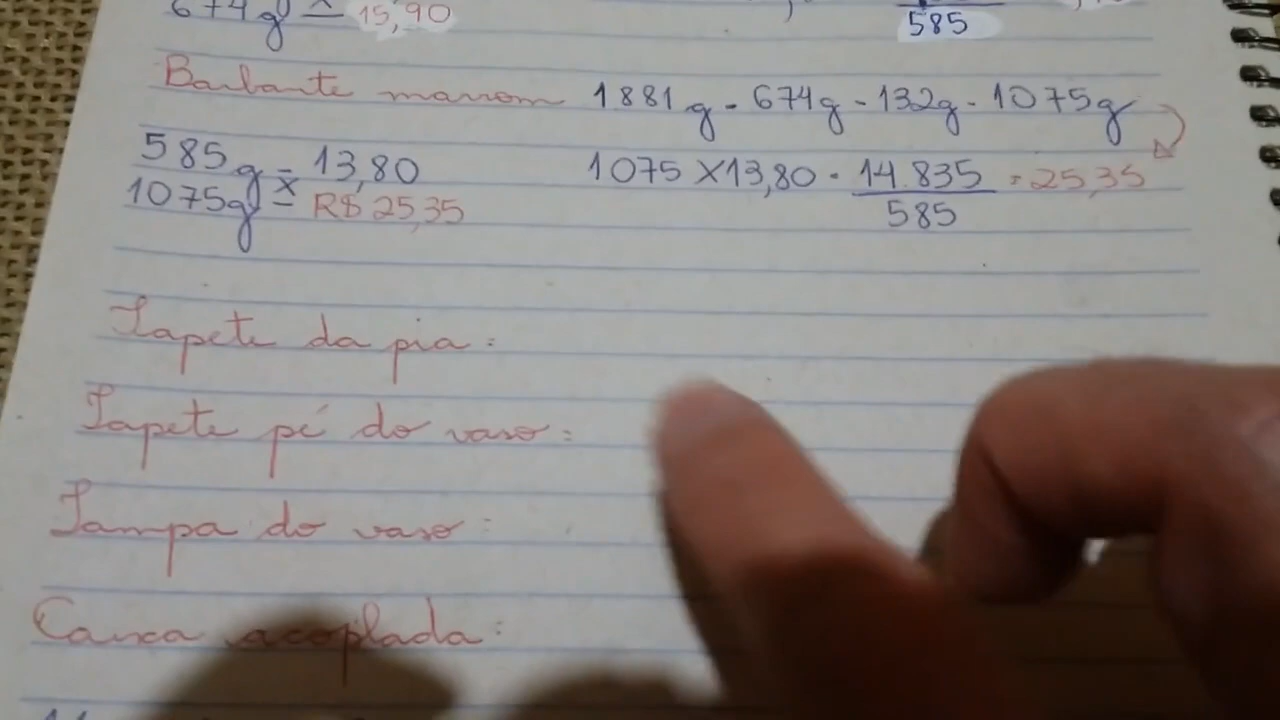 674g = 15,90
585
Barbante marrom 1881g - 674g - 132g - 1075g
585g = 13,80
1075 X 13,80 = 14.835 = 25,35
1075g = R$ 25,35
585
x
Tapete da pia:
Tapete pé do vaso:
Tampa do vaso:
Caixa acoplada: